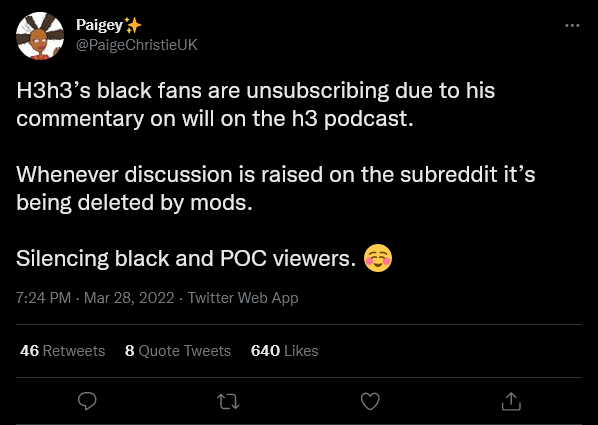 Paigey✨
@PaigeChristieUK
H3h3’s black fans are unsubscribing due to his
commentary on will on the h3 podcast.
Whenever discussion is raised on the subreddit it’s
being deleted by mods.
Silencing black and POC viewers. ☺️
7:24 PM · Mar 28, 2022 · Twitter Web App
46 Retweets 8 Quote Tweets 640 Likes